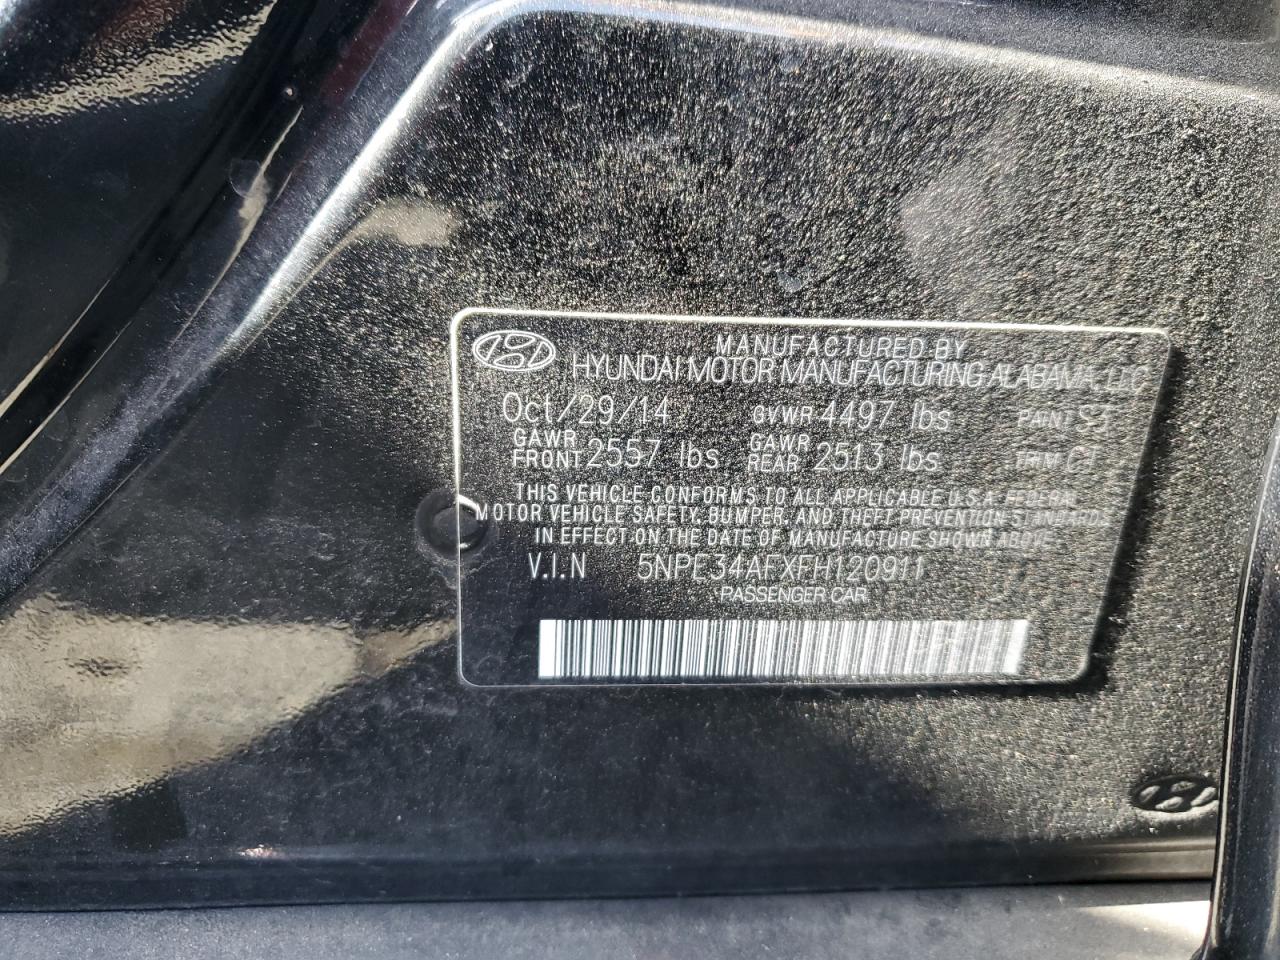 MANUFACTURED BY
HYUNDAI MOTOR MANUFACTURING ALABAMA, LLC
Oct/29/14 GVWR 4497 lbs PAINT
GAWR FRONT 2557 lbs GAWR REAR 2513 lbs TRIM
THIS VEHICLE CONFORMS TO ALL APPLICABLE U.S.A. FEDERAL
MOTOR VEHICLE SAFETY, BUMPER, AND THEFT PREVENTION STANDARDS
IN EFFECT ON THE DATE OF MANUFACTURE SHOWN ABOVE
V.I.N 5NPE34AFXFH120911
PASSENGER CAR